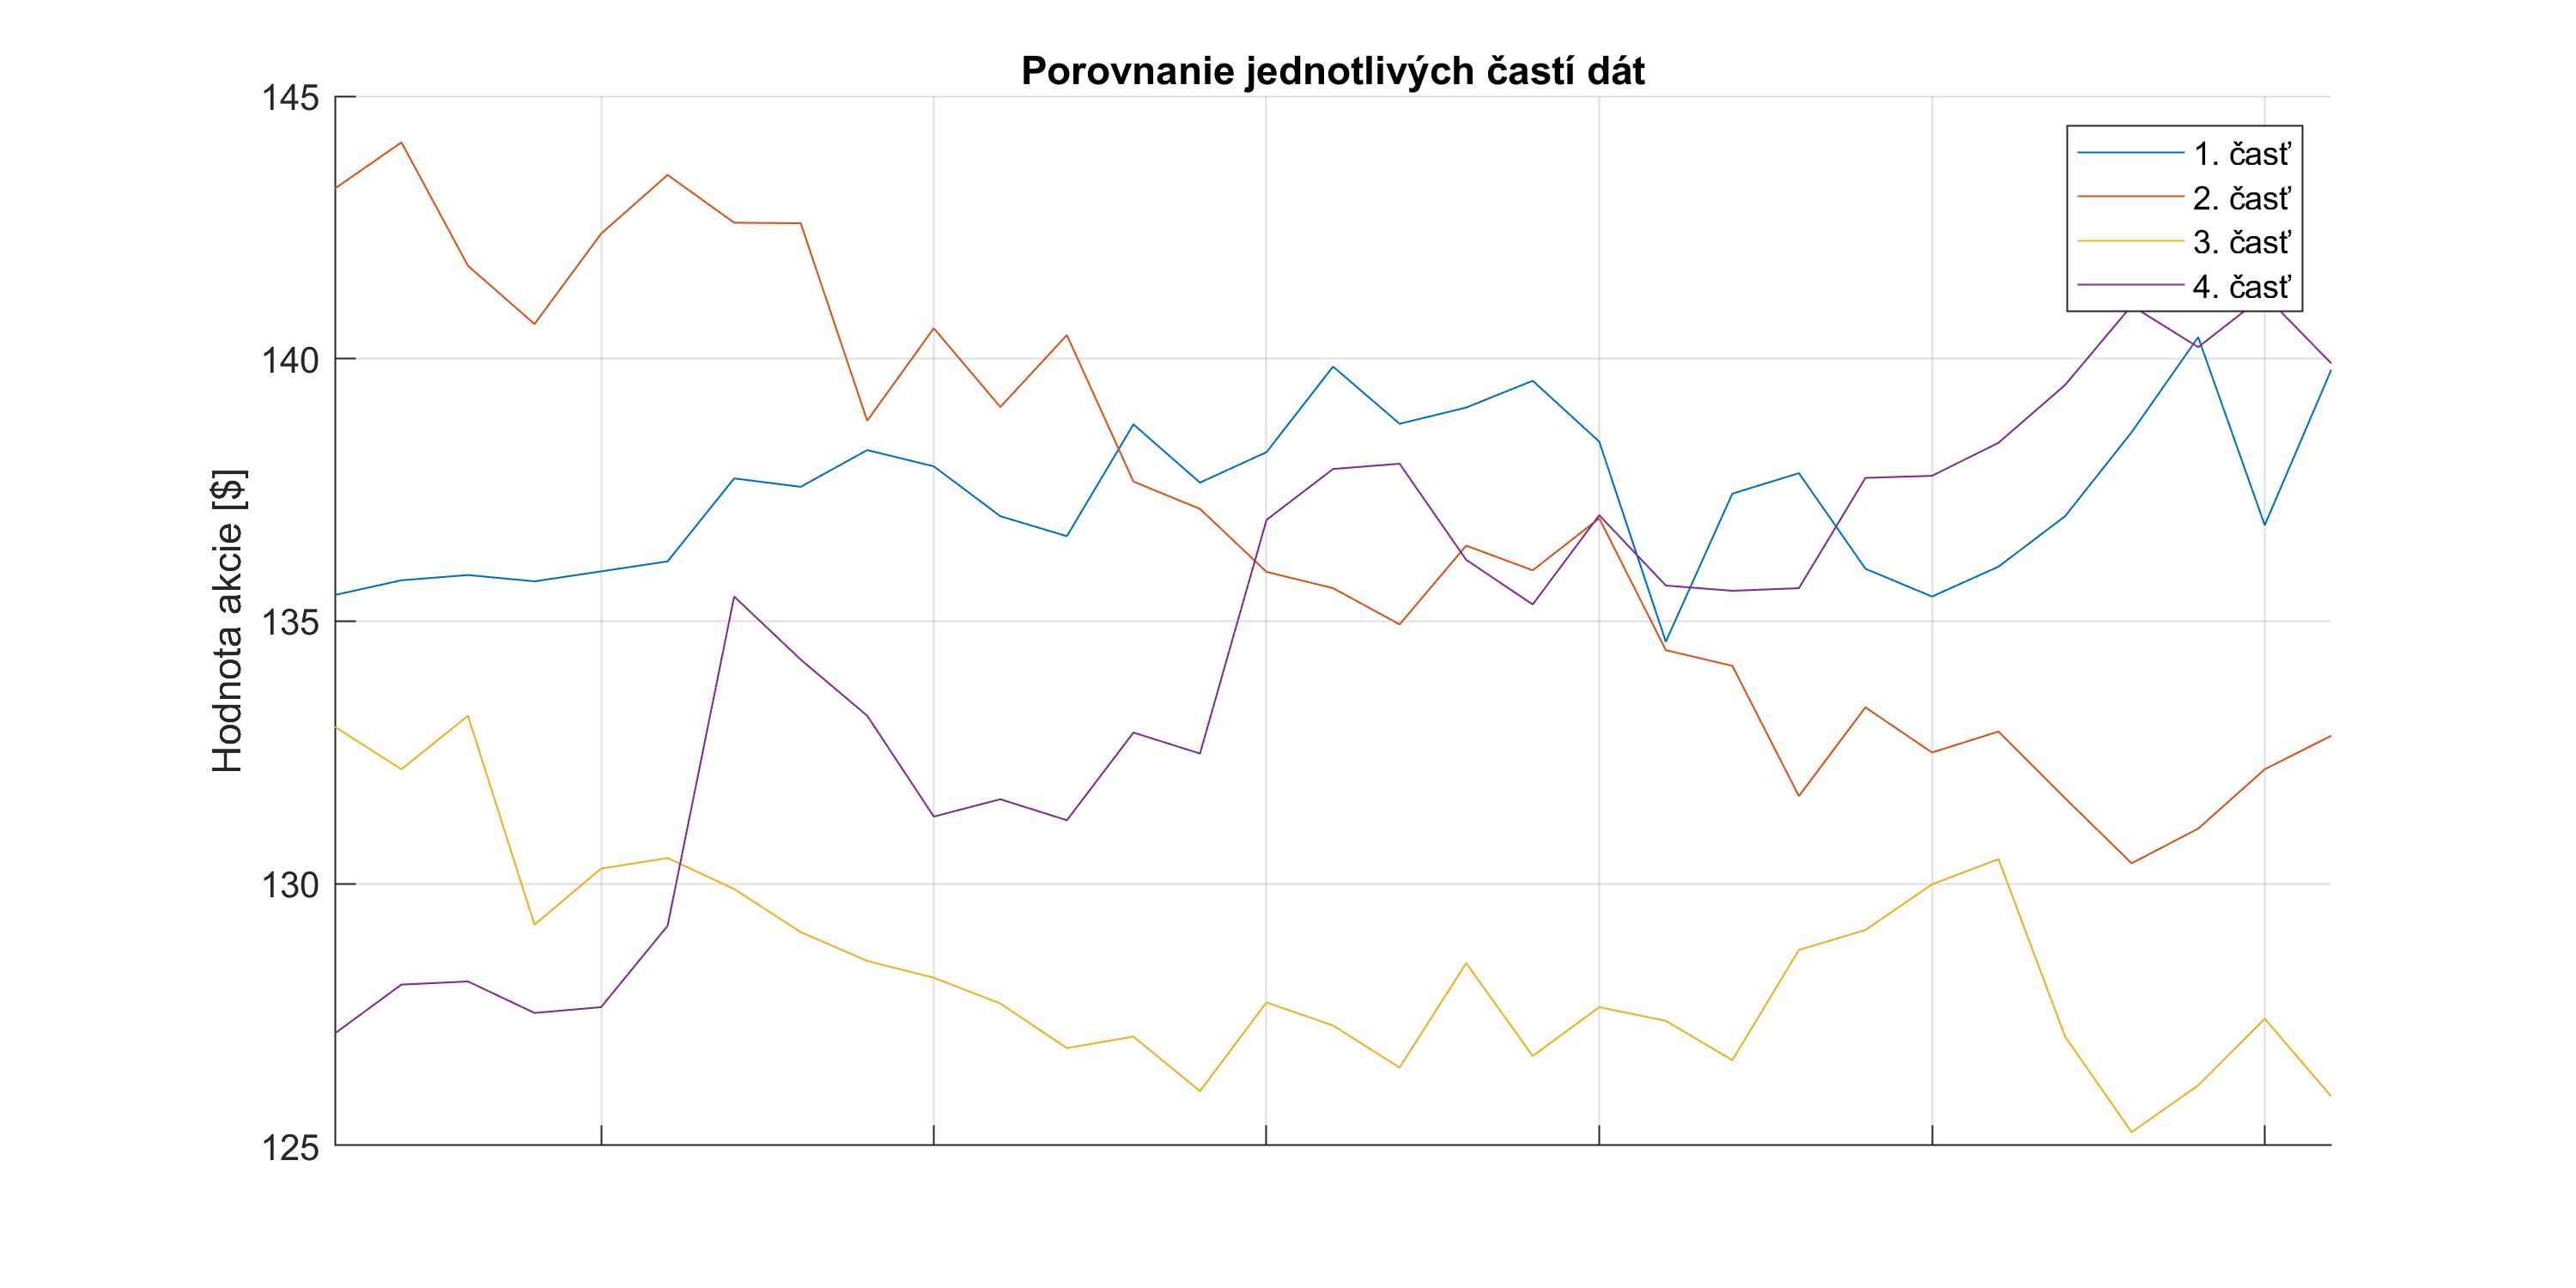 Porovnanie jednotlivých častí dát
145
140
135
130
125
Hodnota akcie [$]
1. časť
2. časť
3. časť
4. časť